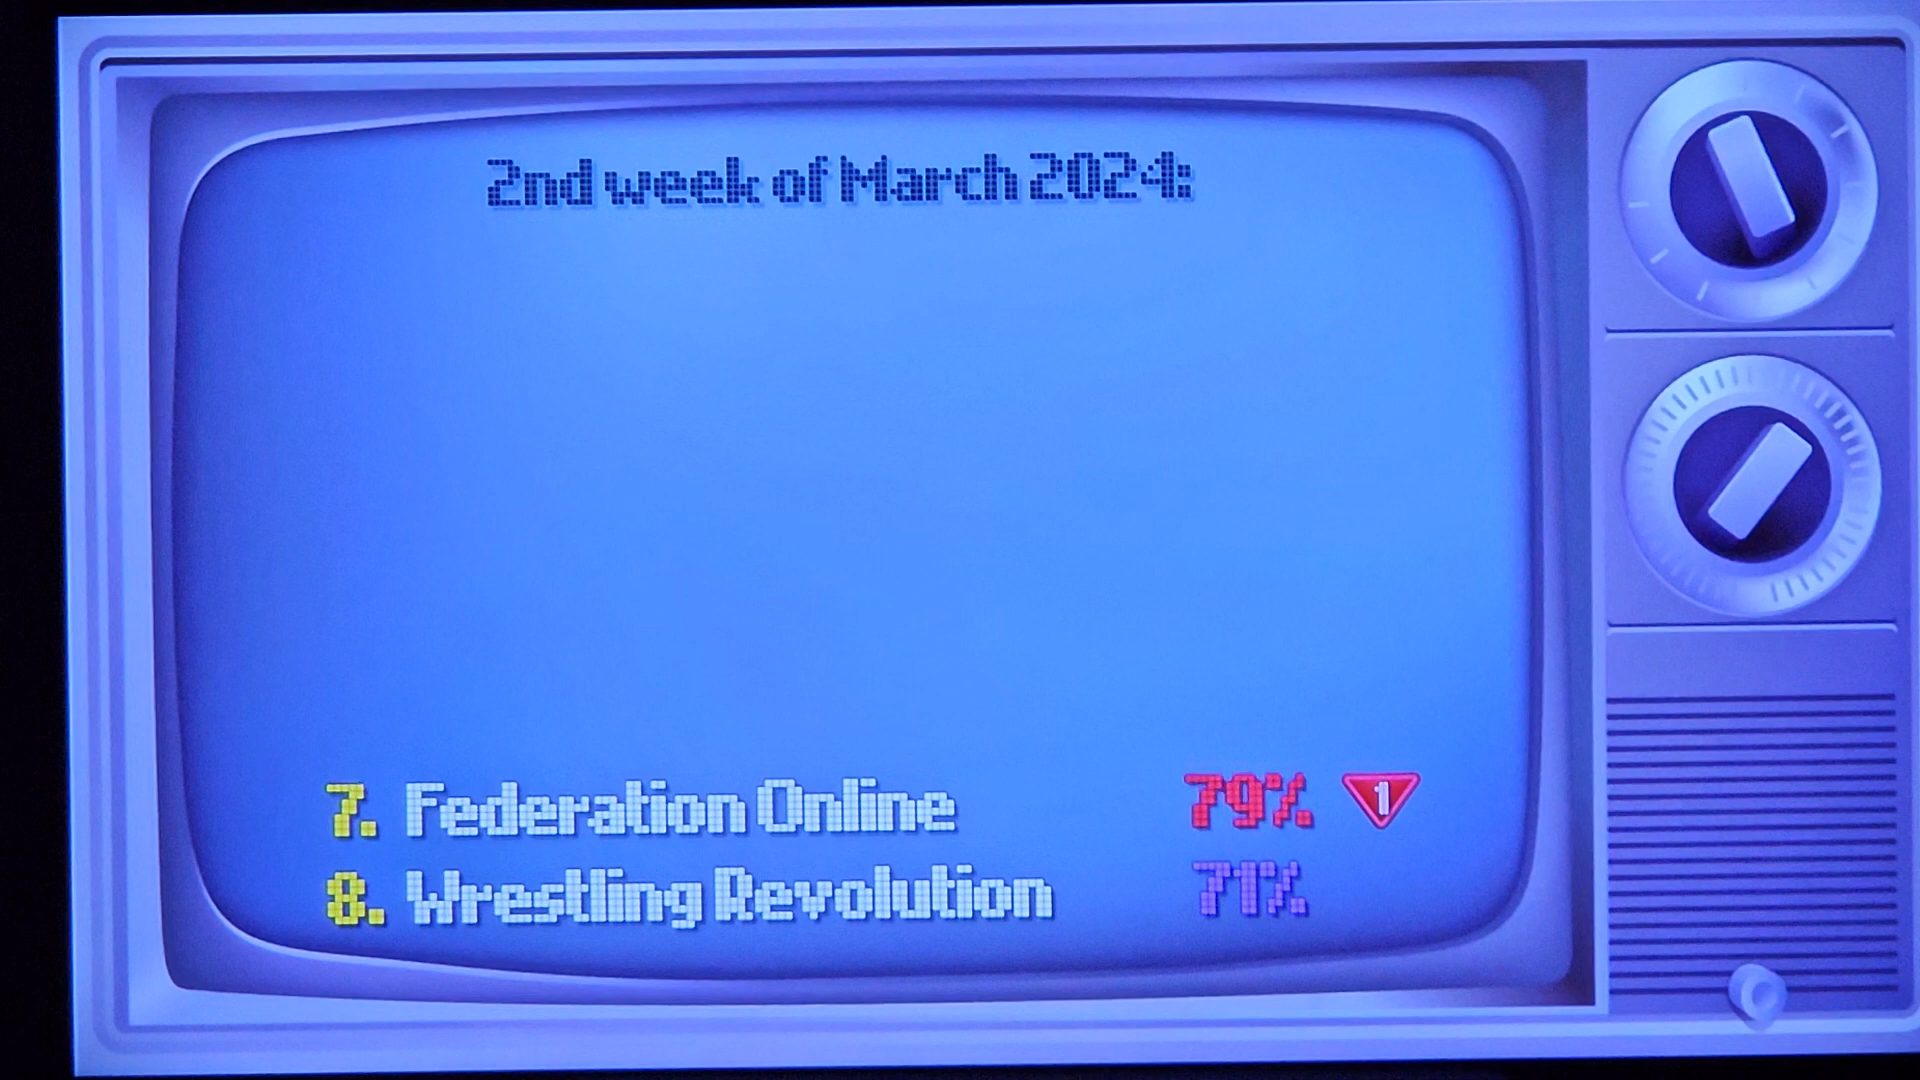 2nd week of March 2024:
7. Federation Online 79% 1
8. Wrestling Revolution 71%